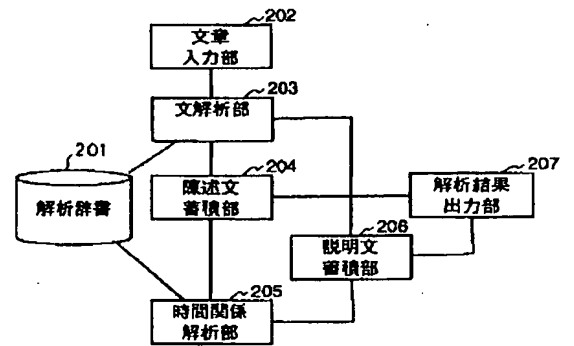 202
文章
入力部
203
文解析部
201
解析辞書
204
陳述文
蓄積部
207
解析結果
出力部
206
説明文
蓄積部
205
時間関係
解析部